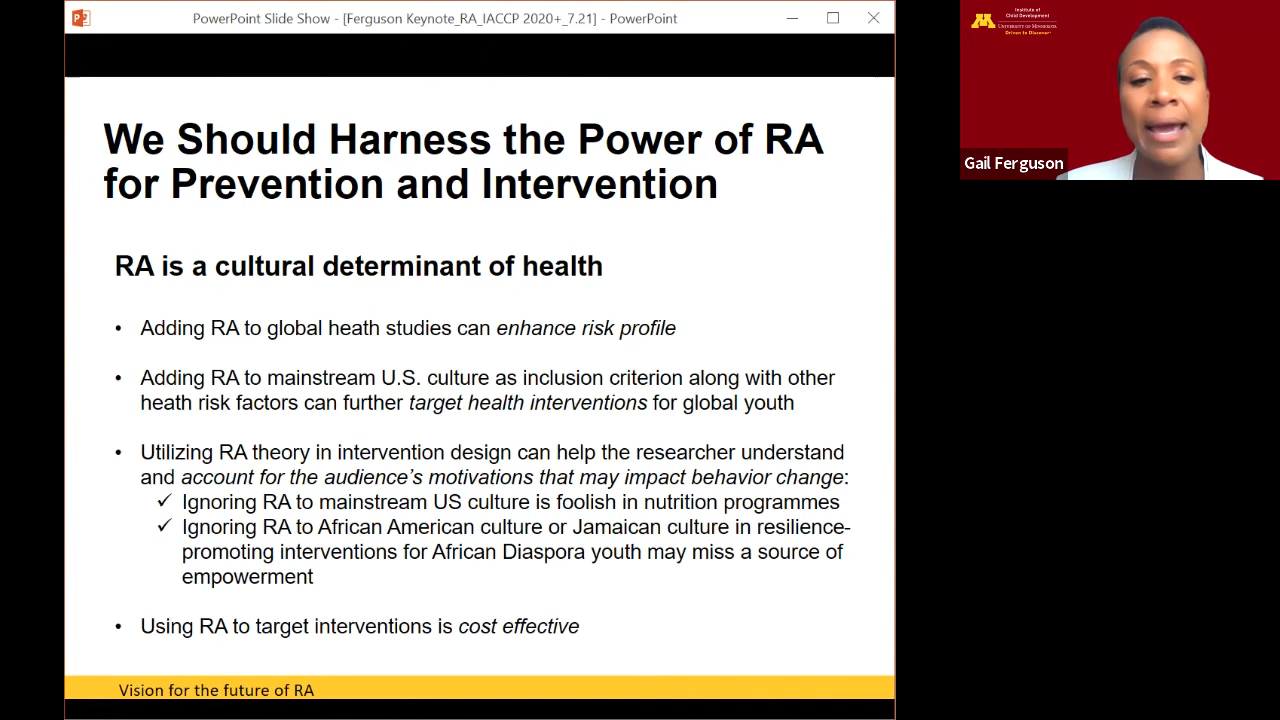 PowerPoint Slide Show - [Ferguson Keynote_RA_IACCP 2020+_7.21] - PowerPoint
Institute of
Child Development
UNIVERSITY OF MINNESOTA
Driven to Discover
Gail Ferguson
We Should Harness the Power of RA
for Prevention and Intervention
RA is a cultural determinant of health
• Adding RA to global heath studies can enhance risk profile
• Adding RA to mainstream U.S. culture as inclusion criterion along with other
heath risk factors can further target health interventions for global youth
• Utilizing RA theory in intervention design can help the researcher understand
and account for the audience’s motivations that may impact behavior change:
✓ Ignoring RA to mainstream US culture is foolish in nutrition programmes
✓ Ignoring RA to African American culture or Jamaican culture in resilience-
promoting interventions for African Diaspora youth may miss a source of
empowerment
• Using RA to target interventions is cost effective
Vision for the future of RA